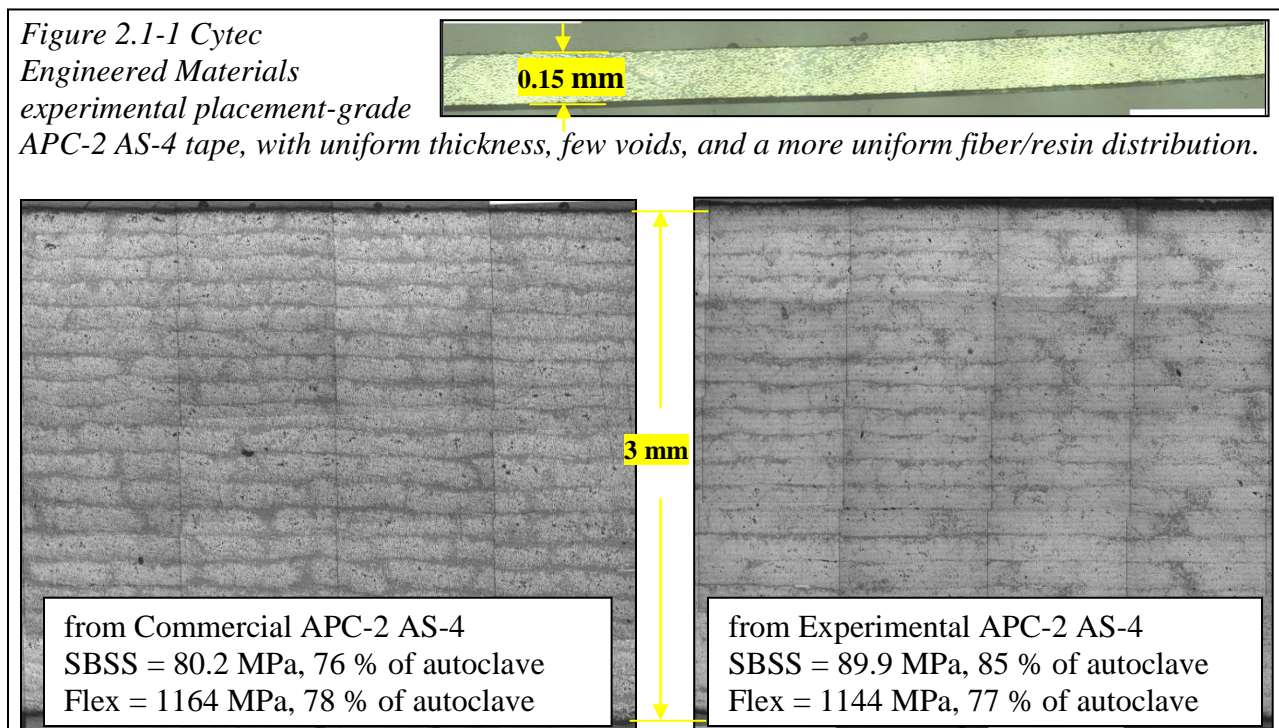 Figure 2.1-1 Cytec
Engineered Materials
experimental placement-grade
APC-2 AS-4 tape, with uniform thickness, few voids, and a more uniform fiber/resin distribution.
0.15 mm
3 mm
from Commercial APC-2 AS-4
SBSS = 80.2 MPa, 76 % of autoclave
Flex = 1164 MPa, 78 % of autoclave
from Experimental APC-2 AS-4
SBSS = 89.9 MPa, 85 % of autoclave
Flex = 1144 MPa, 77 % of autoclave